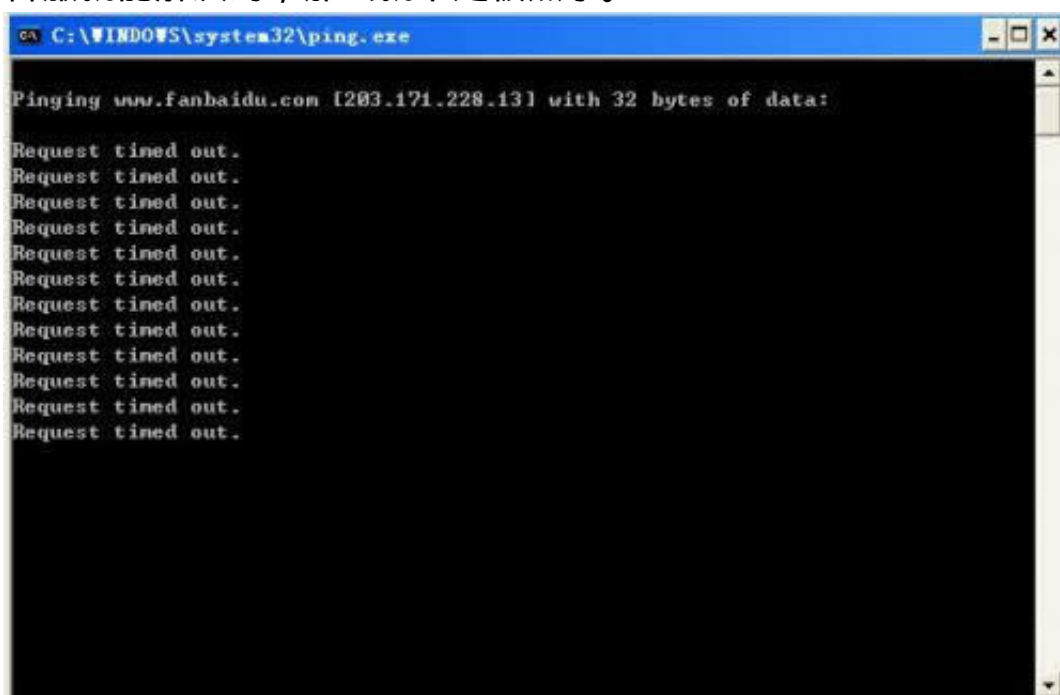 C:\WINDOWS\system32\ping.exe
Pinging www.fanbaidu.com [203.171.228.13] with 32 bytes of data:
Request timed out.
Request timed out.
Request timed out.
Request timed out.
Request timed out.
Request timed out.
Request timed out.
Request timed out.
Request timed out.
Request timed out.
Request timed out.
Request timed out.